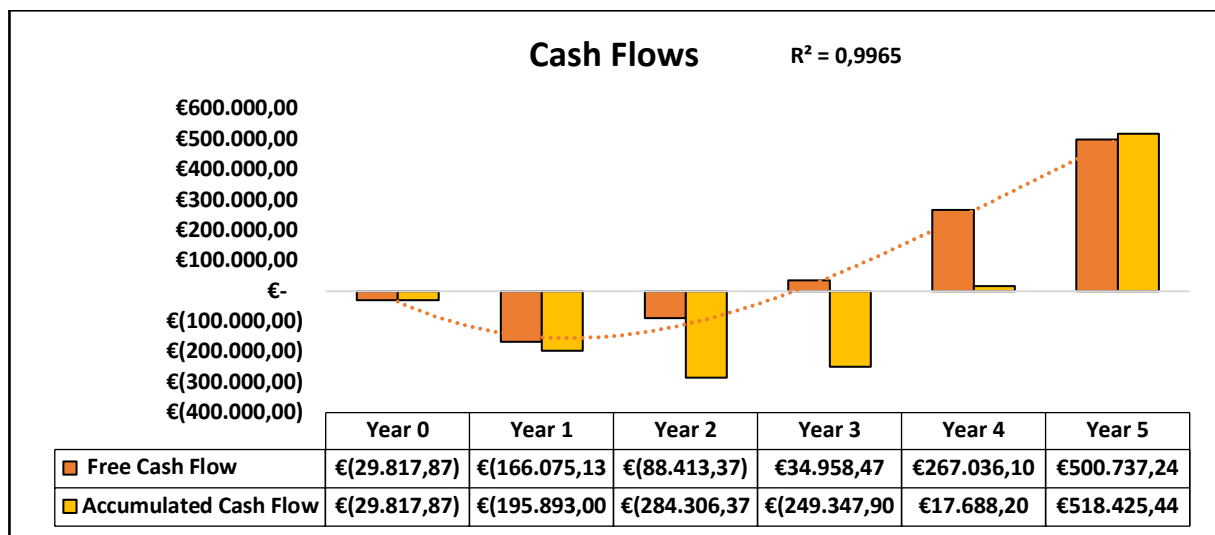 Cash Flows R² = 0,9965
€600.000,00
€500.000,00
€400.000,00
€300.000,00
€200.000,00
€100.000,00
€-
€(100.000,00)
€(200.000,00)
€(300.000,00)
€(400.000,00)
Year 0 Year 1 Year 2 Year 3 Year 4 Year 5
Free Cash Flow €(29.817,87) €(166.075,13 €(88.413,37) €34.958,47 €267.036,10 €500.737,24
Accumulated Cash Flow €(29.817,87) €(195.893,00 €(284.306,37 €(249.347,90 €17.688,20 €518.425,44